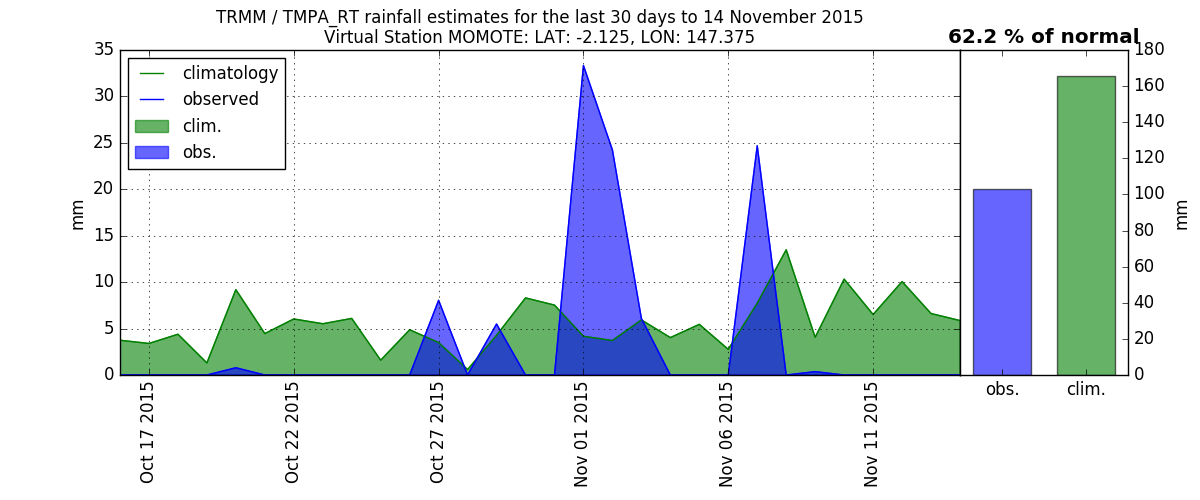 TRMM / TMPA_RT rainfall estimates for the last 30 days to 14 November 2015
Virtual Station MOMOTE: LAT: -2.125, LON: 147.375
62.2 % of normal
climatology
observed
clim.
obs.
35
30
25
20
15
10
5
0
mm
Oct 17 2015
Oct 22 2015
Oct 27 2015
Nov 01 2015
Nov 06 2015
Nov 11 2015
180
160
140
120
100
80
60
40
20
0
mm
obs.
clim.